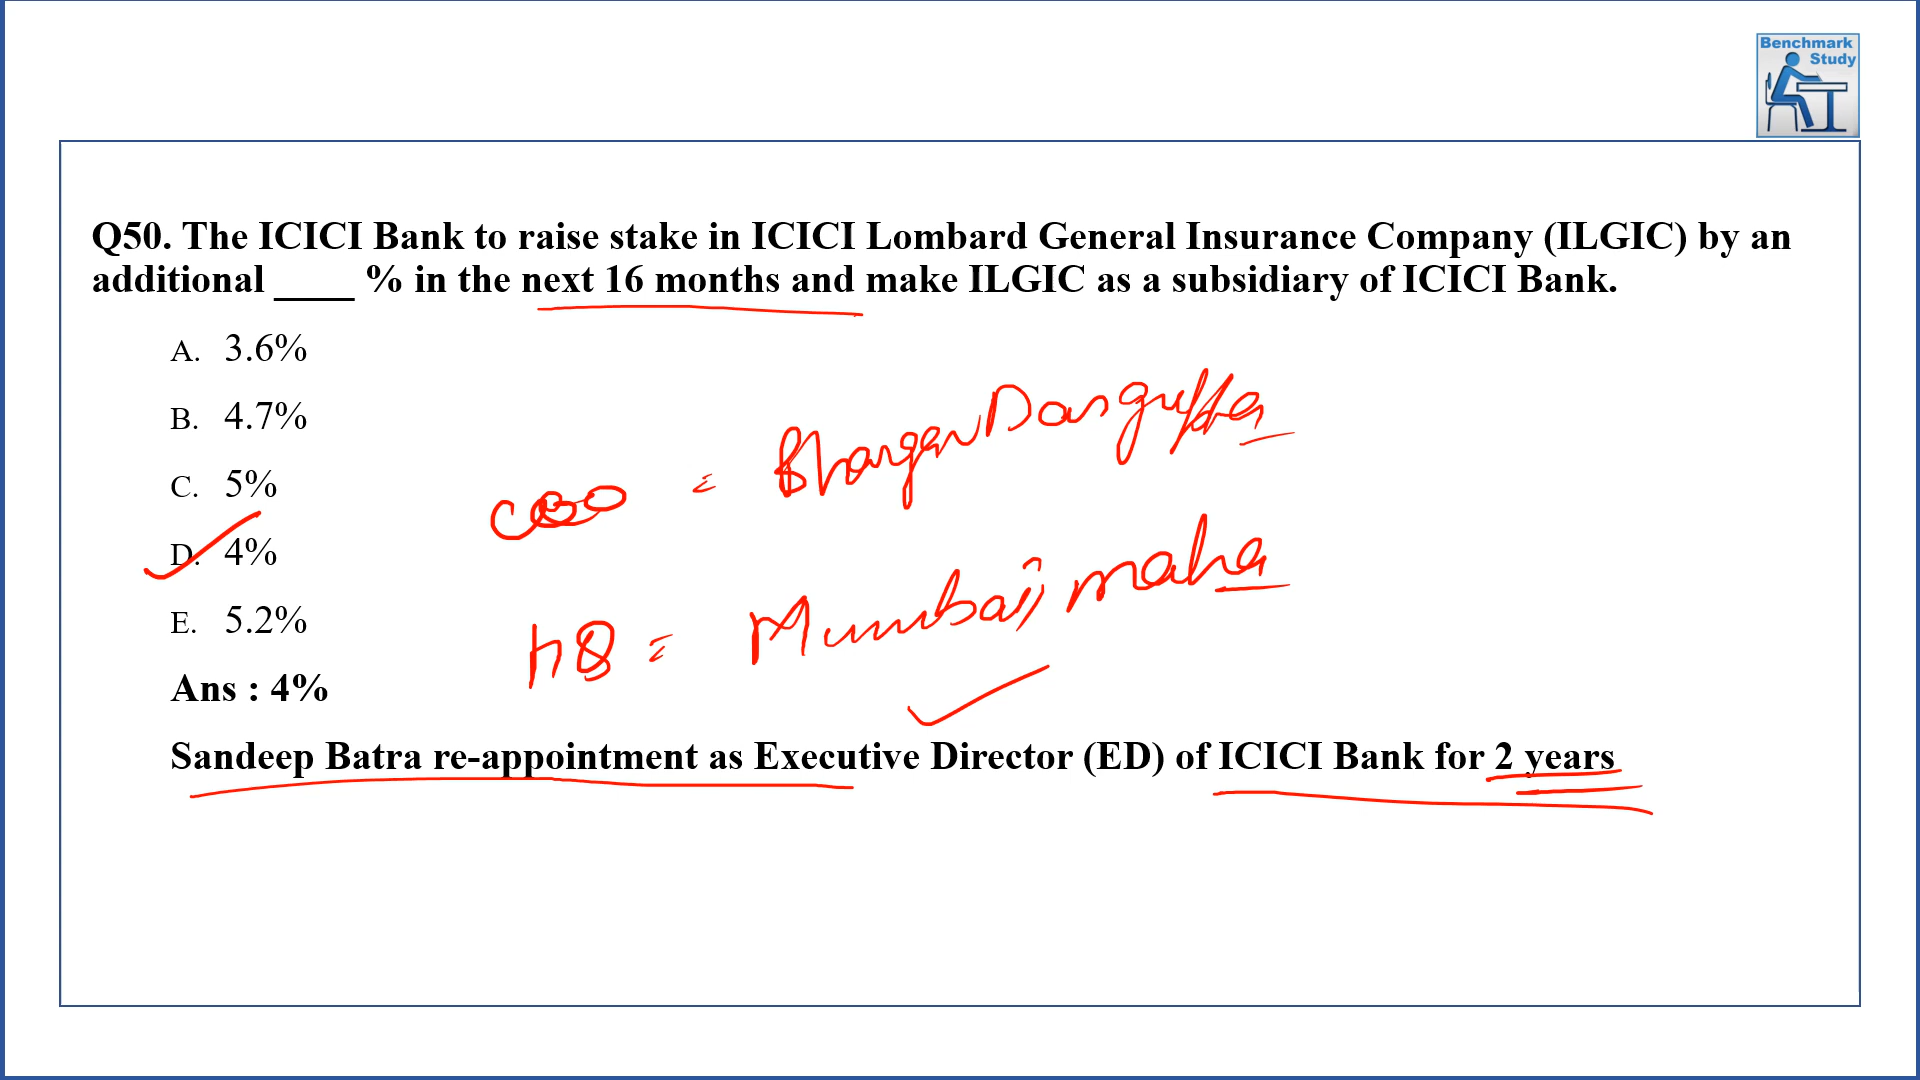 Benchmark
Study
Q50. The ICICI Bank to raise stake in ICICI Lombard General Insurance Company (ILGIC) by an
additional ____ % in the next 16 months and make ILGIC as a subsidiary of ICICI Bank.
A. 3.6%
B. 4.7%
C. 5%
D. 4%
E. 5.2%
= Bhargav Dasgupta
HQ = Mumbai, maha
Ans : 4%
Sandeep Batra re-appointment as Executive Director (ED) of ICICI Bank for 2 years